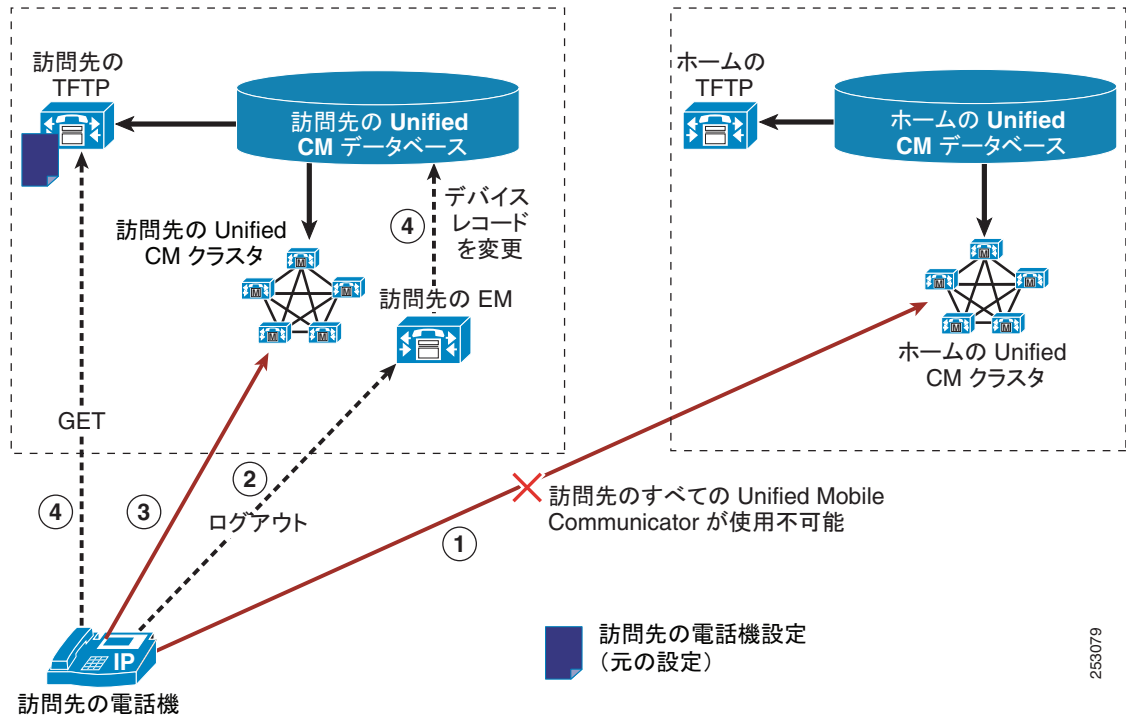 訪問先の
TFTP
訪問先の Unified
CM データベース
ホームの
TFTP
ホームの Unified
CM データベース
デバイス
レコード
を変更
④
訪問先の Unified
CM クラスタ
M
M
M
M
M
訪問先の EM
M
M
M
M
M
ホームの Unified
CM クラスタ
GET
②
ログアウト
④
③
①
訪問先のすべての Unified Mobile
Communicator が使用不可能
IP
訪問先の電話機
訪問先の電話機設定
（元の設定）
253079